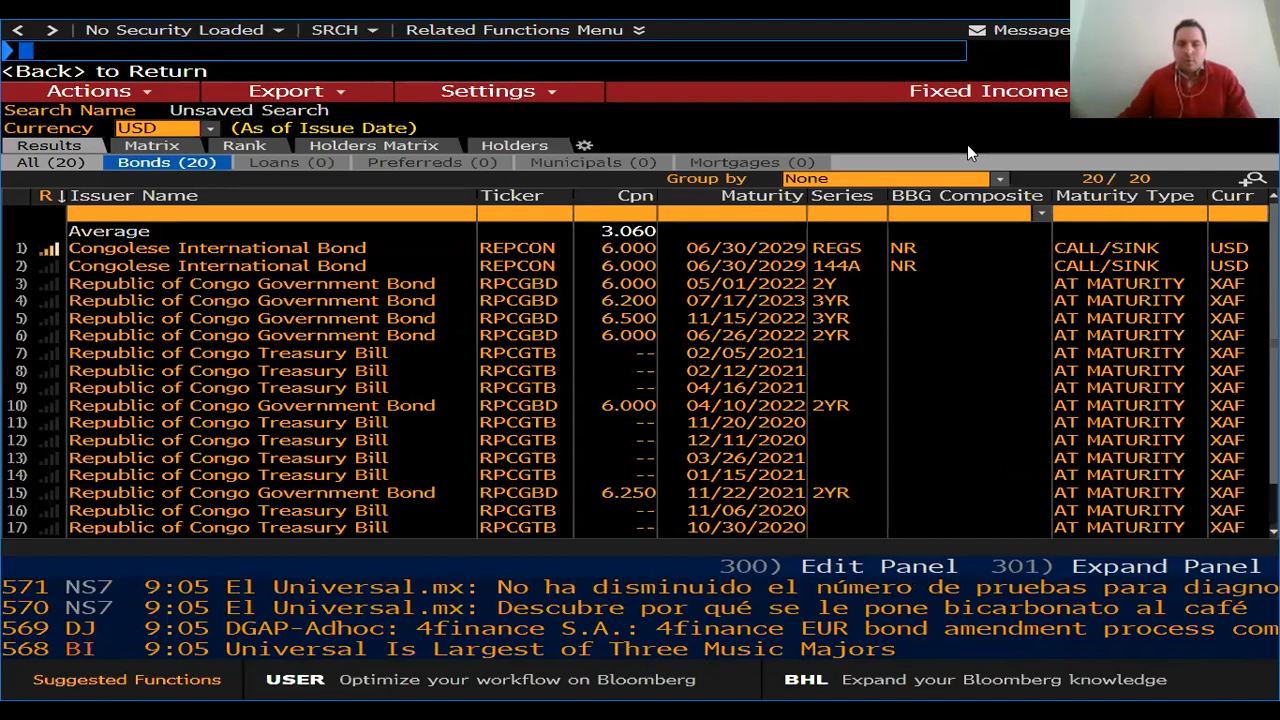 < > No Security Loaded SRCH Related Functions Menu Message
<Back> to Return
Actions Export Settings Fixed Income
Search Name Unsaved Search
Currency USD (As of Issue Date)
Results Matrix Rank Holders Matrix Holders
All (20) Bonds (20) Loans (0) Preferreds (0) Municipals (0) Mortgages (0)
Group by None 20 / 20
R Issuer Name Ticker Cpn Maturity Series BBG Composite Maturity Type Curr
Average 3.060
1) Congolese International Bond REPCON 6.000 06/30/2029 REGS NR CALL/SINK USD
2) Congolese International Bond REPCON 6.000 06/30/2029 144A NR CALL/SINK USD
3) Republic of Congo Government Bond RPCGBD 6.000 05/01/2022 2Y AT MATURITY XAF
4) Republic of Congo Government Bond RPCGBD 6.200 07/17/2023 3YR AT MATURITY XAF
5) Republic of Congo Government Bond RPCGBD 6.500 11/15/2022 3YR AT MATURITY XAF
6) Republic of Congo Government Bond RPCGBD 6.000 06/26/2022 2YR AT MATURITY XAF
7) Republic of Congo Treasury Bill RPCGTB -- 02/05/2021 AT MATURITY XAF
8) Republic of Congo Treasury Bill RPCGTB -- 02/12/2021 AT MATURITY XAF
9) Republic of Congo Treasury Bill RPCGTB -- 04/16/2021 AT MATURITY XAF
10) Republic of Congo Government Bond RPCGBD 6.000 04/10/2022 2YR AT MATURITY XAF
11) Republic of Congo Treasury Bill RPCGTB -- 11/20/2020 AT MATURITY XAF
12) Republic of Congo Treasury Bill RPCGTB -- 12/11/2020 AT MATURITY XAF
13) Republic of Congo Treasury Bill RPCGTB -- 03/26/2021 AT MATURITY XAF
14) Republic of Congo Treasury Bill RPCGTB -- 01/15/2021 AT MATURITY XAF
15) Republic of Congo Government Bond RPCGBD 6.250 11/22/2021 2YR AT MATURITY XAF
16) Republic of Congo Treasury Bill RPCGTB -- 11/06/2020 AT MATURITY XAF
17) Republic of Congo Treasury Bill RPCGTB -- 10/30/2020 AT MATURITY XAF
300) Edit Panel 301) Expand Panel
571 NS7 9:05 El Universal.mx: No ha disminuido el número de pruebas para diagno
570 NS7 9:05 El Universal.mx: Descubre por qué se le pone bicarbonato al café
569 DJ 9:05 DGAP-Adhoc: 4finance S.A.: 4finance EUR bond amendment process com
568 BI 9:05 Universal Is Largest of Three Music Majors
Suggested Functions USER Optimize your workflow on Bloomberg BHL Expand your Bloomberg knowledge